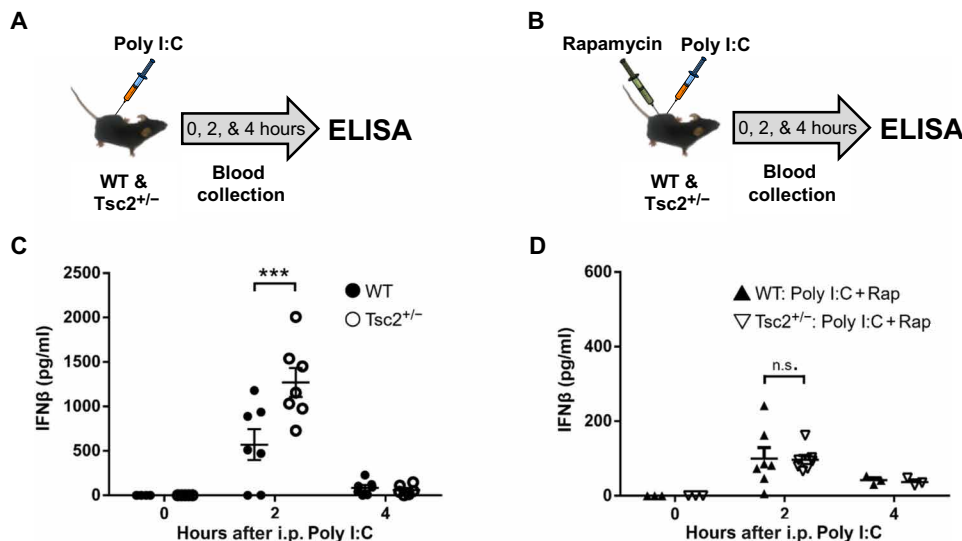 A
Poly I:C
0, 2, & 4 hours
ELISA
WT &
Tsc2+/−
Blood
collection
B
Rapamycin
Poly I:C
0, 2, & 4 hours
ELISA
WT &
Tsc2+/−
Blood
collection
C
2500
2000
1500
1000
500
0
IFNβ (pg/ml)
***
WT
Tsc2+/−
0
2
4
Hours after i.p. Poly I:C
D
600
400
200
0
IFNβ (pg/ml)
WT: Poly I:C + Rap
Tsc2+/−: Poly I:C + Rap
n.s.
0
2
4
Hours after i.p. Poly I:C